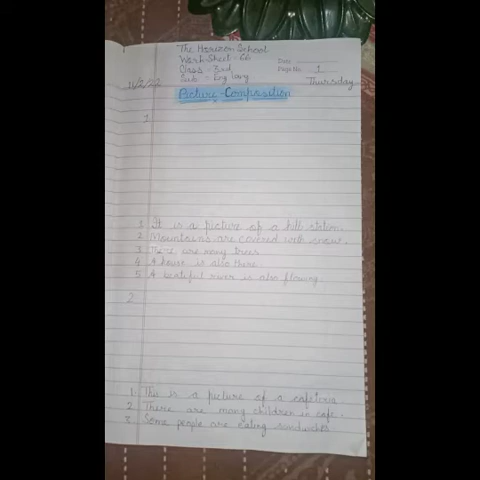 The Horizon School
Work Sheet - 66
Class - 3rd
Sub - Eng lang
Date
Page No. 1
Thursday
Picture - Composition
1
1 It is a picture of a hill station.
2 Mountains are covered with snow.
3 There are many trees
4 A house is also there
5 A beatiful river is also flowing
2
1. This is a picture of a cafeteria
2 There are many children in cafe.
3 Some people are eating sandwiches